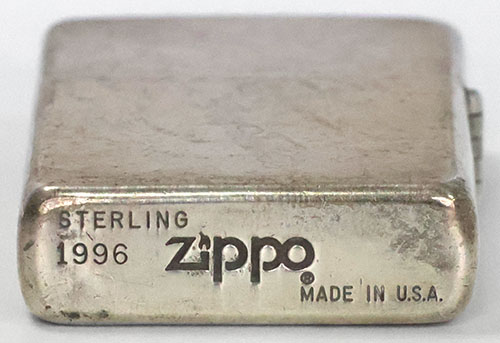 STERLING
1996 Zippo®
MADE IN U.S.A.